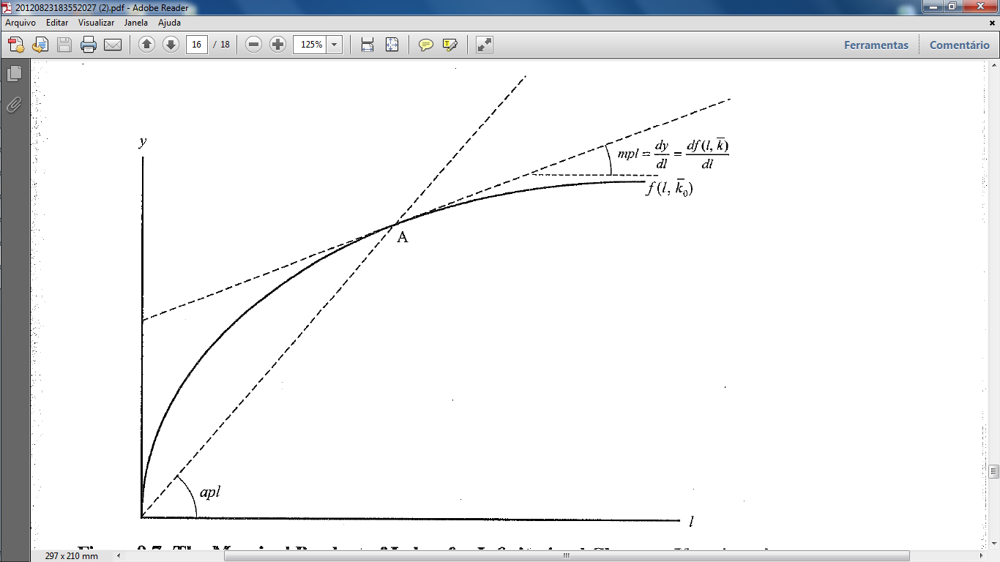 20120823183552027 (2).pdf - Adobe Reader
Arquivo Editar Visualizar Janela Ajuda
16 / 18 125% Ferramentas Comentário
y
mpl = dy/dl = df(l, k̅)/dl
f(l, k̅₀)
A
apl
l
297 x 210 mm